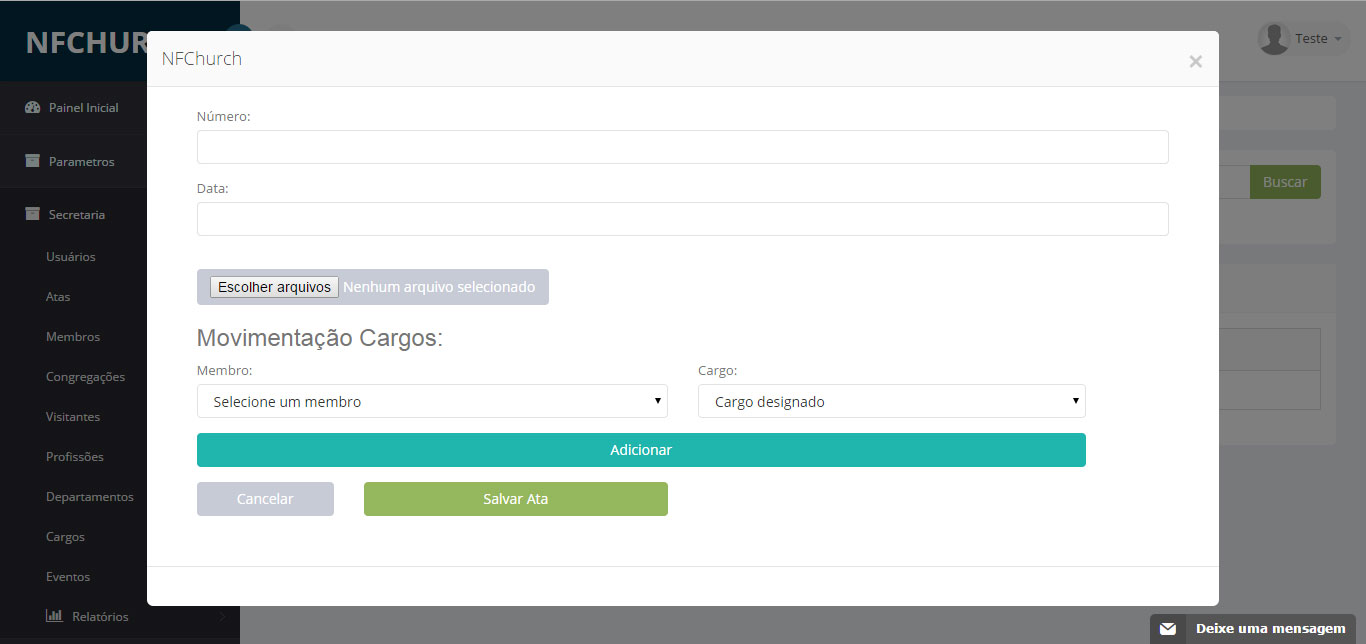 NFCHUR
Teste
NFChurch
×
Painel Inicial
Parametros
Secretaria
Usuários
Atas
Membros
Congregações
Visitantes
Profissões
Departamentos
Cargos
Eventos
Relatórios
Número:
Data:
Escolher arquivos Nenhum arquivo selecionado
Movimentação Cargos:
Membro: Cargo:
Selecione um membro Cargo designado
Adicionar
Cancelar Salvar Ata
Buscar
Deixe uma mensagem